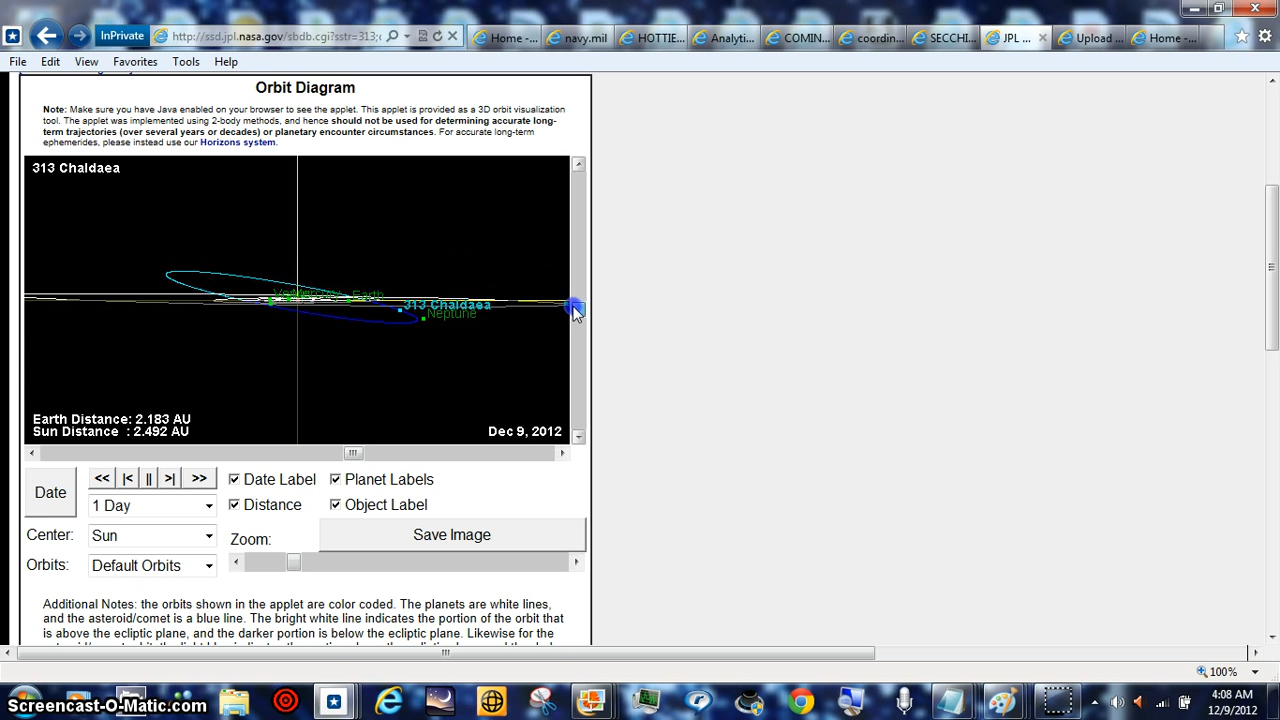 InPrivate
http://ssd.jpl.nasa.gov/sbdb.cgi?sstr=313;
Home -...
navy.mil
HOTTIE...
Analyti...
COMIN...
coordin...
SECCHI...
JPL ...
Upload ...
Home -...
File Edit View Favorites Tools Help
Orbit Diagram
Note: Make sure you have Java enabled on your browser to see the applet. This applet is provided as a 3D orbit visualization
tool. The applet was implemented using 2-body methods, and hence should not be used for determining accurate long-
term trajectories (over several years or decades) or planetary encounter circumstances. For accurate long-term
ephemerides, please instead use our Horizons system.
313 Chaldaea
Earth
313 Chaldaea
Neptune
Earth Distance: 2.183 AU
Sun Distance : 2.492 AU
Dec 9, 2012
Date
<< |< || >| >>
Date Label
Planet Labels
1 Day
Distance
Object Label
Center:
Sun
Zoom:
Save Image
Orbits:
Default Orbits
Additional Notes: the orbits shown in the applet are color coded. The planets are white lines,
and the asteroid/comet is a blue line. The bright white line indicates the portion of the orbit that
is above the ecliptic plane, and the darker portion is below the ecliptic plane. Likewise for the
100%
Screencast-O-Matic.com
4:08 AM
12/9/2012